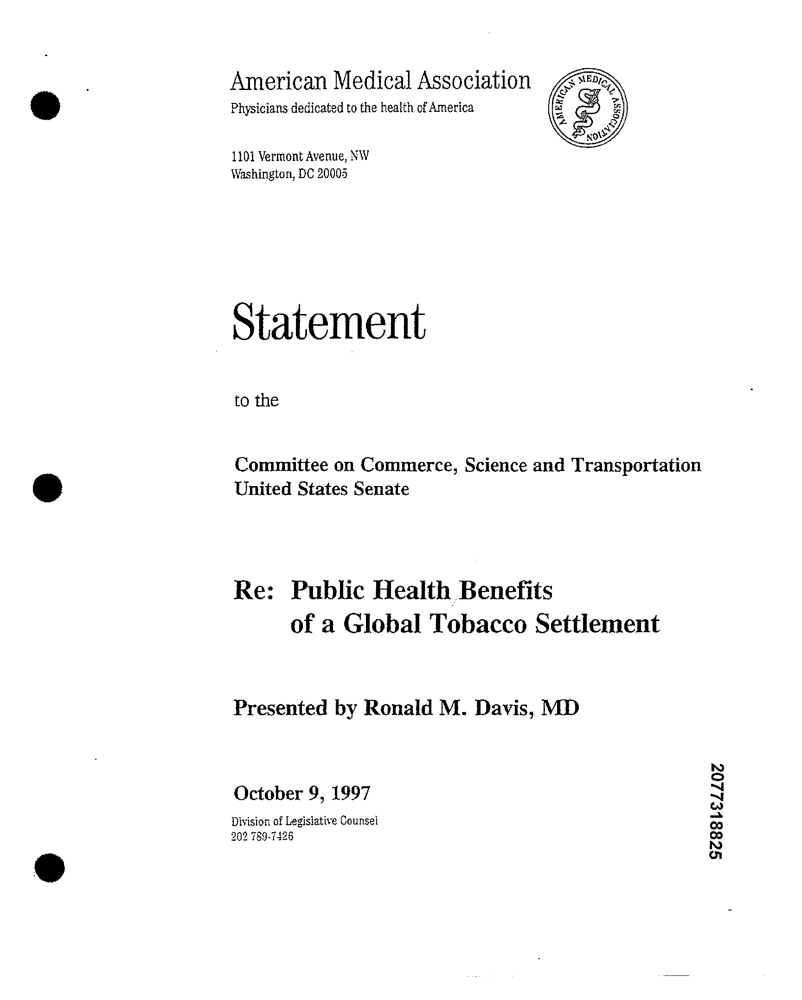 American Medical Association
Physicians dedicated to the health of America
AMERICAN MEDICAL ASSOCIATION
1101 Vermont Avenue, NW
Washington, DC 20005
Statement
to the
Committee on Commerce, Science and Transportation
United States Senate
Re: Public Health Benefits
of a Global Tobacco Settlement
Presented by Ronald M. Davis, MD
October 9, 1997
Division of Legislative Counsel
202 789-7426
2077318825